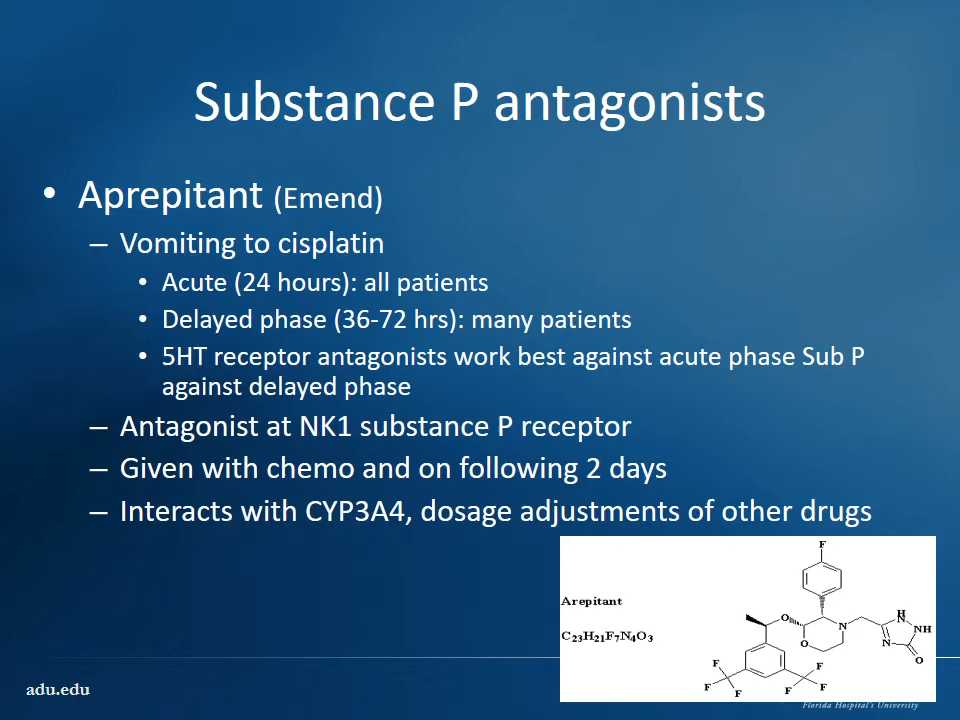 Substance P antagonists
• Aprepitant (Emend)
– Vomiting to cisplatin
• Acute (24 hours): all patients
• Delayed phase (36-72 hrs): many patients
• 5HT receptor antagonists work best against acute phase Sub P
against delayed phase
– Antagonist at NK1 substance P receptor
– Given with chemo and on following 2 days
– Interacts with CYP3A4, dosage adjustments of other drugs
Arepitant
C₂₃H₂₁F₇N₄O₃
F
O
O
N
H
N
NH
N
O
F
F
F
F
F
F
adu.edu
Florida Hospital's University